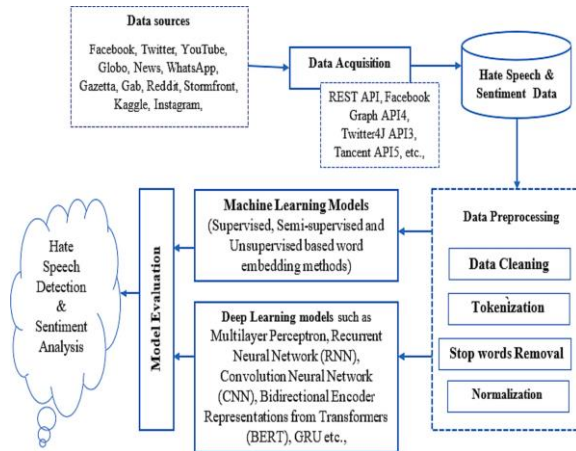 Data sources
Facebook, Twitter, YouTube,
Globo, News, WhatsApp,
Gazetta, Gab, Reddit, Stormfront,
Kaggle, Instagram,
Data Acquisition
REST API, Facebook
Graph API4,
Twitter4J API3,
Tancent API5, etc.,
Hate Speech &
Sentiment Data
Data Preprocessing
Data Cleaning
Tokenization
Stop words Removal
Normalization
Machine Learning Models
(Supervised, Semi-supervised and
Unsupervised based word
embedding methods)
Deep Learning models such as
Multilayer Perceptron, Recurrent
Neural Network (RNN),
Convolution Neural Network
(CNN), Bidirectional Encoder
Representations from Transformers
(BERT), GRU etc.,
Model Evaluation
Hate
Speech
Detection
&
Sentiment
Analysis